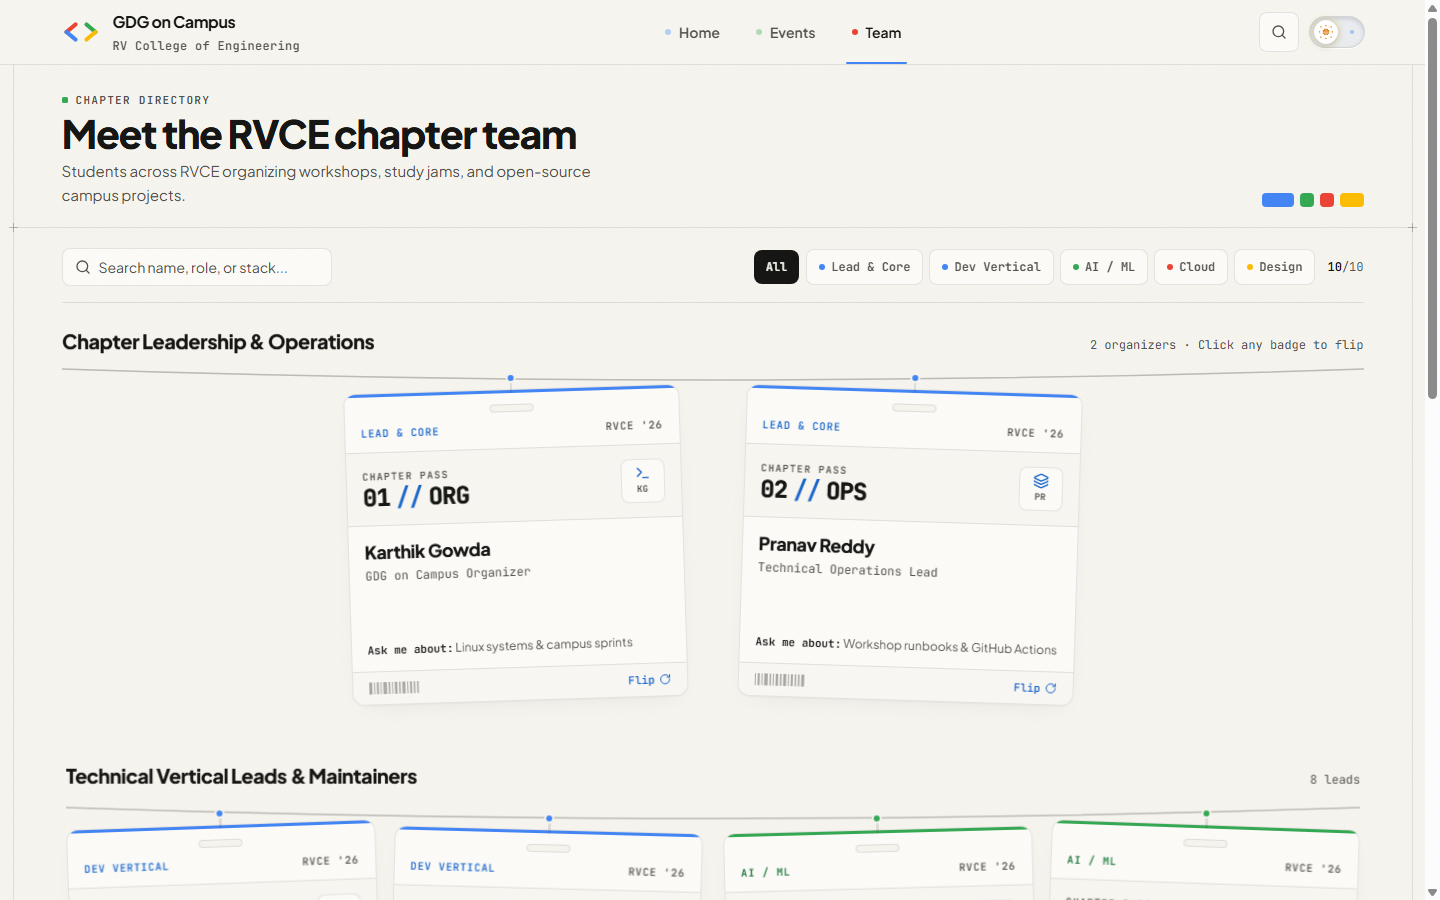 GDG on Campus
RV College of Engineering
Home
Events
Team
CHAPTER DIRECTORY
Meet the RVCE chapter team
Students across RVCE organizing workshops, study jams, and open-source
campus projects.
Search name, role, or stack...
All
Lead & Core
Dev Vertical
AI / ML
Cloud
Design
10/10
Chapter Leadership & Operations
2 organizers · Click any badge to flip
LEAD & CORE
RVCE '26
CHAPTER PASS
01 // ORG
KG
Karthik Gowda
GDG on Campus Organizer
Ask me about: Linux systems & campus sprints
Flip
LEAD & CORE
RVCE '26
CHAPTER PASS
02 // OPS
PR
Pranav Reddy
Technical Operations Lead
Ask me about: Workshop runbooks & GitHub Actions
Flip
Technical Vertical Leads & Maintainers
8 leads
DEV VERTICAL
RVCE '26
DEV VERTICAL
RVCE '26
AI / ML
RVCE '26
AI / ML
RVCE '26